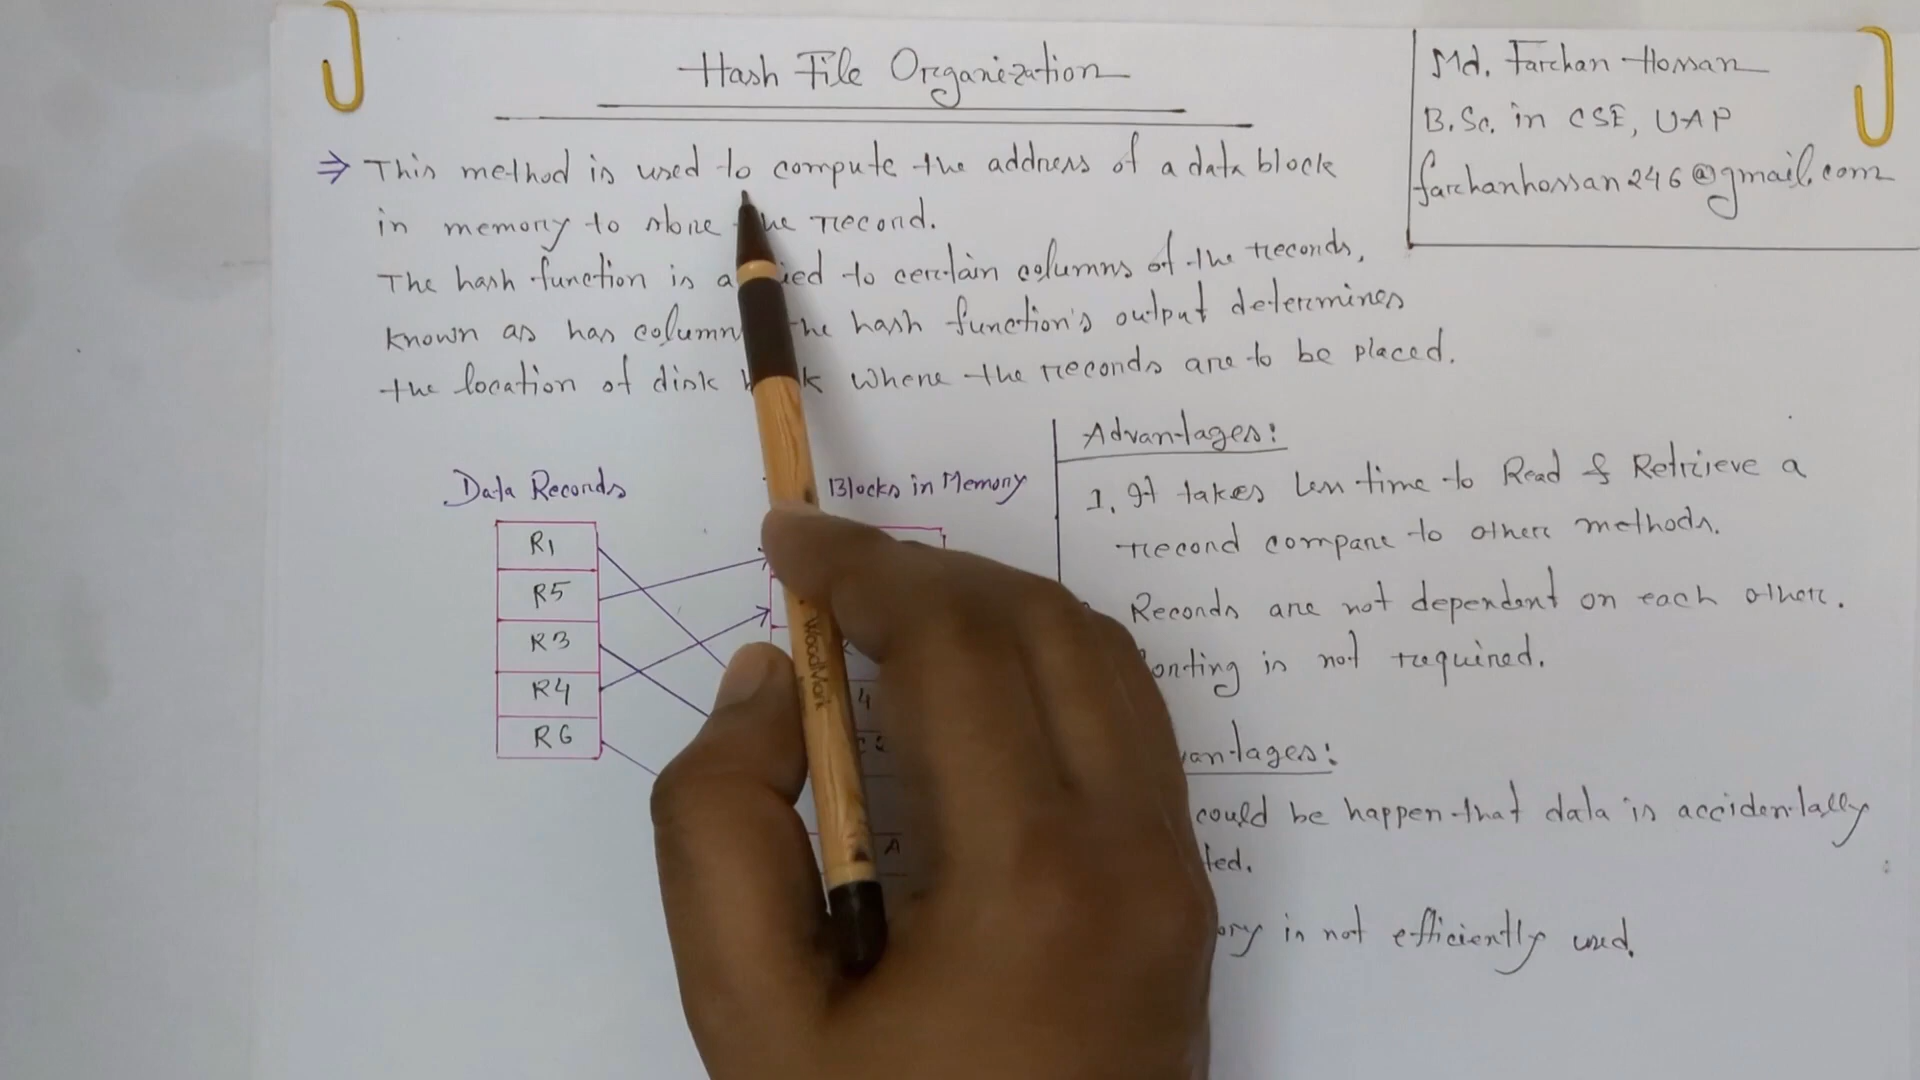 Hash File Organization
Md. Farhan Hossan
B.Sc. in CSE, UAP
farhanhossan246@gmail.com
⇒ This method is used to compute the address of a data block
in memory to store the record.
The hash function is to certain columns of the records,
known as has column the hash function's output determines
the location of disk where the records are to be placed.
Data Records
Blocks in Memory
R1
R5
R3
R4
R6
Advantages:
1. It takes less time to Read & Retrieve a
record compare to other methods.
Records are not dependent on each other.
is not required.
could be happen that data is accidentally
is not efficiently used.
WoodMark